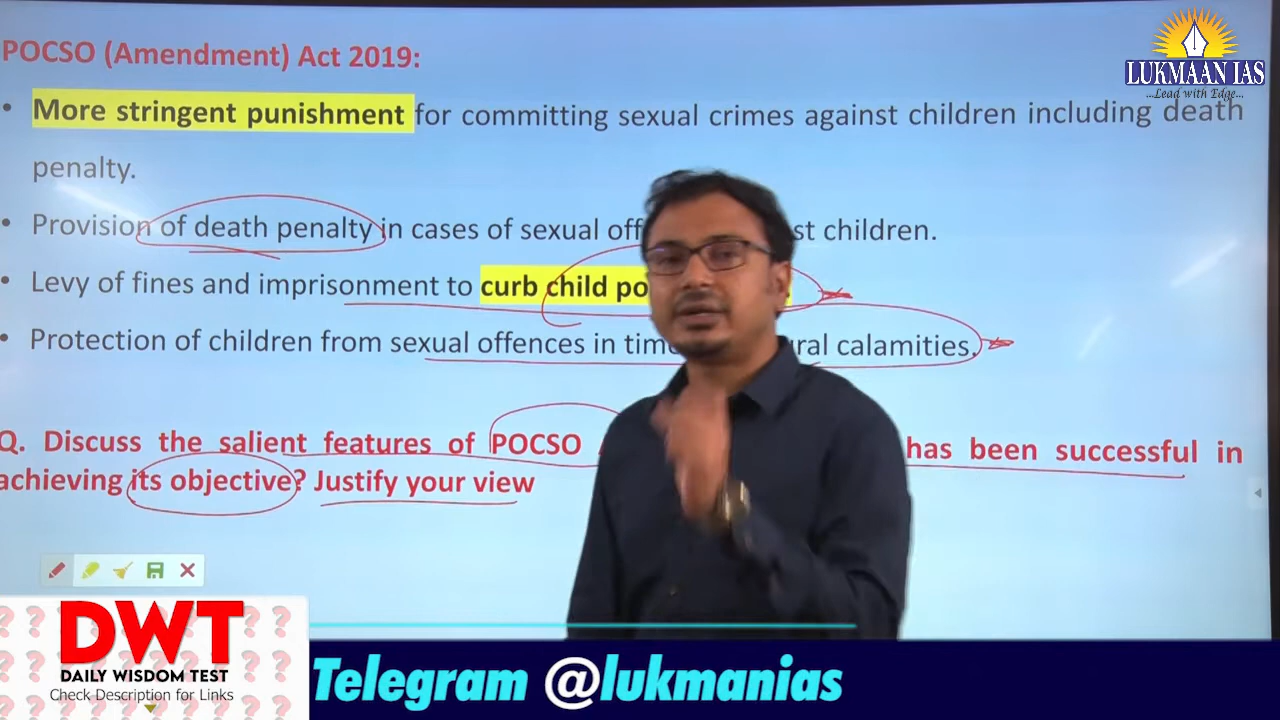 POCSO (Amendment) Act 2019:
LUKMAAN IAS
...Lead with Edge...
• More stringent punishment for committing sexual crimes against children including death
penalty.
• Provision of death penalty in cases of sexual off st children.
• Levy of fines and imprisonment to curb child po
• Protection of children from sexual offences in tim ral calamities.
Q. Discuss the salient features of POCSO has been successful in
achieving its objective? Justify your view
DWT
DAILY WISDOM TEST
Check Description for Links
Telegram @lukmanias